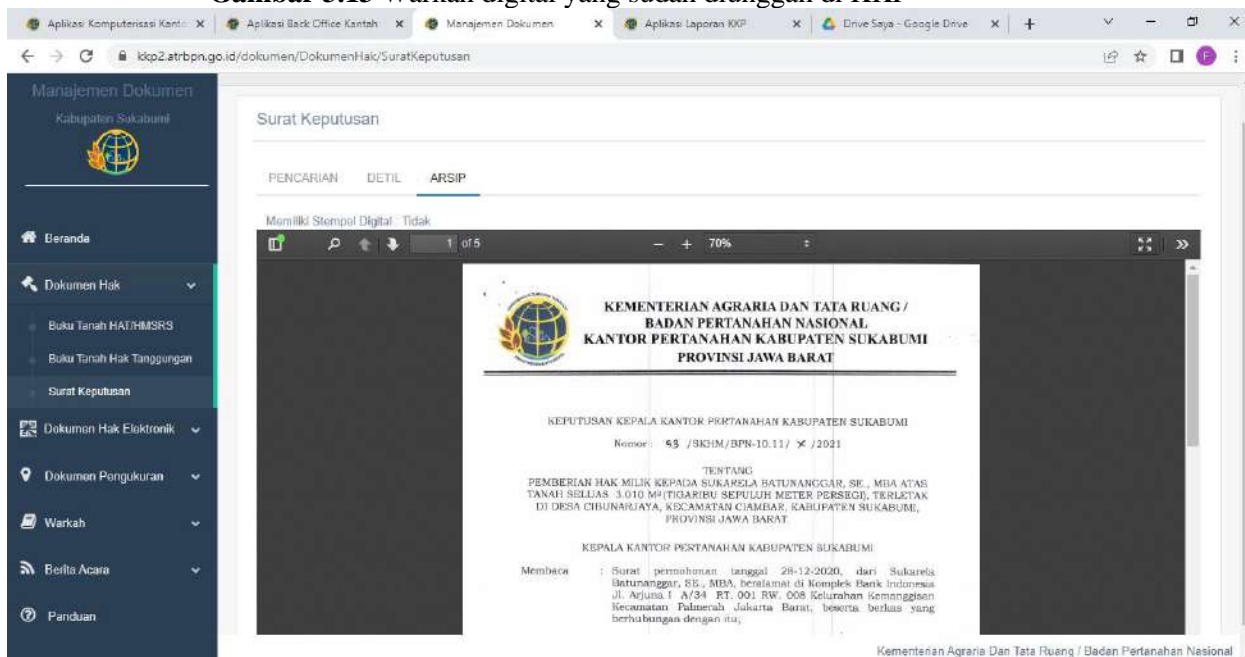 Gambar 3.13 Warkah digital yang sudah diunggah di KKP
Aplikasi Komputerisasi Kanto
Aplikasi Back Office Kantah
Manajemen Dokumen
Aplikasi Laporan KKP
Drive Saya - Google Drive
kkp2.atrbpn.go.id/dokumen/DokumenHak/SuratKeputusan
F
Manajemen Dokumen
Kabupaten Sukabumi
Beranda
Dokumen Hak
Buku Tanah HAT/HMSRS
Buku Tanah Hak Tanggungan
Surat Keputusan
Dokumen Hak Elektronik
Dokumen Pengukuran
Warkah
Berita Acara
Panduan
Surat Keputusan
PENCARIAN DETIL ARSIP
Memiliki Stempel Digital : Tidak
1 of 5
70%
KEMENTERIAN AGRARIA DAN TATA RUANG /
BADAN PERTANAHAN NASIONAL
KANTOR PERTANAHAN KABUPATEN SUKABUMI
PROVINSI JAWA BARAT
KEPUTUSAN KEPALA KANTOR PERTANAHAN KABUPATEN SUKABUMI
Nomor : 93 /SKHM/BPN-10.11/ X /2021
TENTANG
PEMBERIAN HAK MILIK KEPADA SUKARELA BATUNANGGAR, SE., MBA ATAS
TANAH SELUAS 3.010 M² (TIGARIBU SEPULUH METER PERSEGI), TERLETAK
DI DESA CIBUNARJAYA, KECAMATAN CIAMBAR, KABUPATEN SUKABUMI,
PROVINSI JAWA BARAT
KEPALA KANTOR PERTANAHAN KABUPATEN SUKABUMI
Membaca : Surat permohonan tanggal 28-12-2020, dari Sukarela
Batunanggar, SE., MBA, beralamat di Komplek Bank Indonesia
Jl. Arjuna I A/34 RT. 001 RW. 008 Kelurahan Kemanggisan
Kecamatan Palmerah Jakarta Barat, beserta berkas yang
berhubungan dengan itu;
Kementerian Agraria Dan Tata Ruang / Badan Pertanahan Nasional